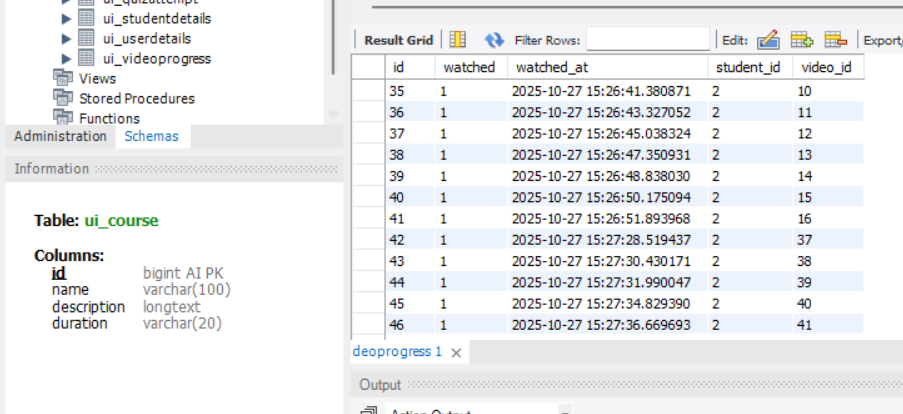 ui_quizattempt
ui_studentdetails
ui_userdetails
ui_videoprogress
Views
Stored Procedures
Functions
Administration Schemas
Information
Table: ui_course
Columns:
id bigint AI PK
name varchar(100)
description longtext
duration varchar(20)
Result Grid Filter Rows: Edit: Export/
id watched watched_at student_id video_id
35 1 2025-10-27 15:26:41.380871 2 10
36 1 2025-10-27 15:26:43.327052 2 11
37 1 2025-10-27 15:26:45.038324 2 12
38 1 2025-10-27 15:26:47.350931 2 13
39 1 2025-10-27 15:26:48.838030 2 14
40 1 2025-10-27 15:26:50.175094 2 15
41 1 2025-10-27 15:26:51.893968 2 16
42 1 2025-10-27 15:27:28.519437 2 37
43 1 2025-10-27 15:27:30.430171 2 38
44 1 2025-10-27 15:27:31.990047 2 39
45 1 2025-10-27 15:27:34.829390 2 40
46 1 2025-10-27 15:27:36.669693 2 41
deoprogress 1
Output
Action Output